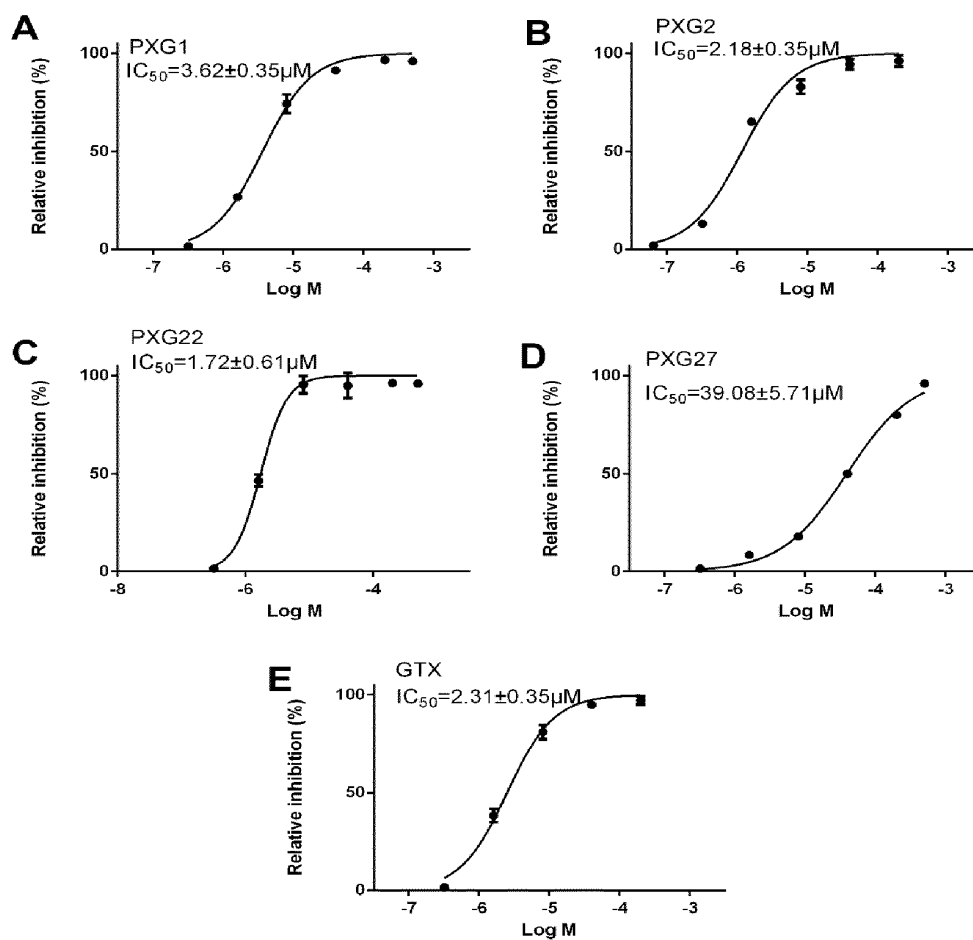 A
PXG1
IC₅₀=3.62±0.35µM
Relative inhibition (%)
100
50
0
-7 -6 -5 -4 -3
Log M
B
PXG2
IC₅₀=2.18±0.35µM
Relative inhibition (%)
100
50
0
-7 -6 -5 -4 -3
Log M
C
PXG22
IC₅₀=1.72±0.61µM
Relative inhibition (%)
100
50
0
-8 -6 -4
Log M
D
PXG27
IC₅₀=39.08±5.71µM
Relative inhibition (%)
100
50
0
-7 -6 -5 -4 -3
Log M
E
GTX
IC₅₀=2.31±0.35µM
Relative inhibition (%)
100
50
0
-7 -6 -5 -4 -3
Log M